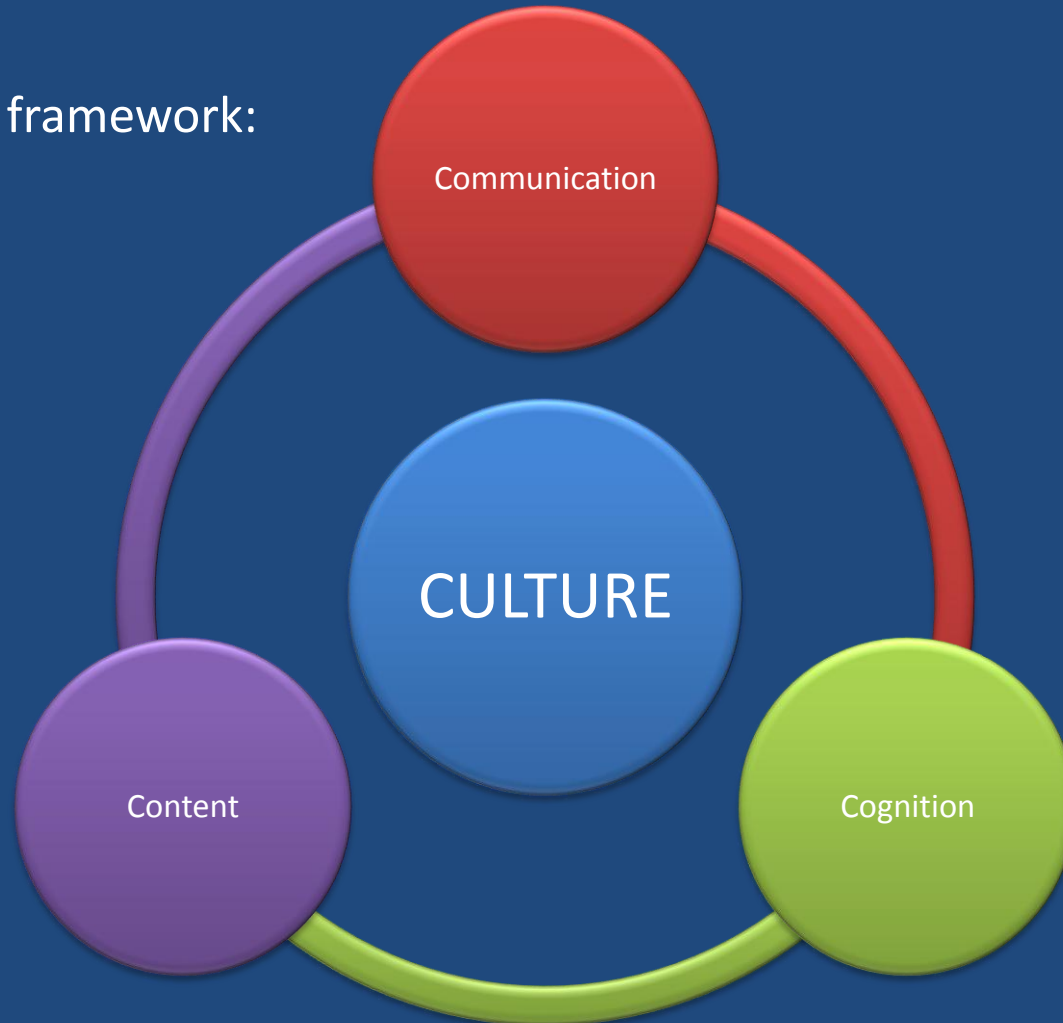 framework:
Communication
CULTURE
Content
Cognition